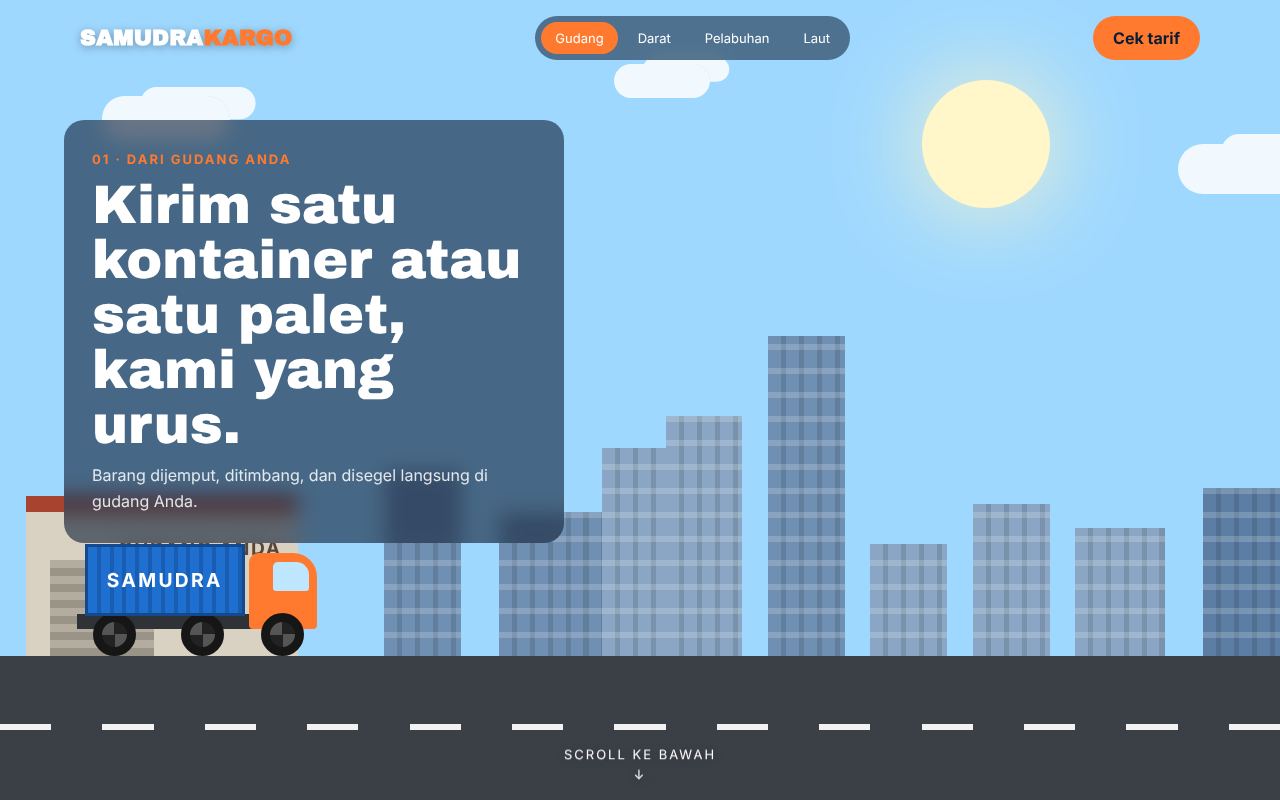 SAMUDRAKARGO
Gudang
Darat
Pelabuhan
Laut
Cek tarif
01 · DARI GUDANG ANDA
Kirim satu
kontainer atau
satu palet,
kami yang
urus.
Barang dijemput, ditimbang, dan disegel langsung di
gudang Anda.
SAMUDRA
SCROLL KE BAWAH
↓